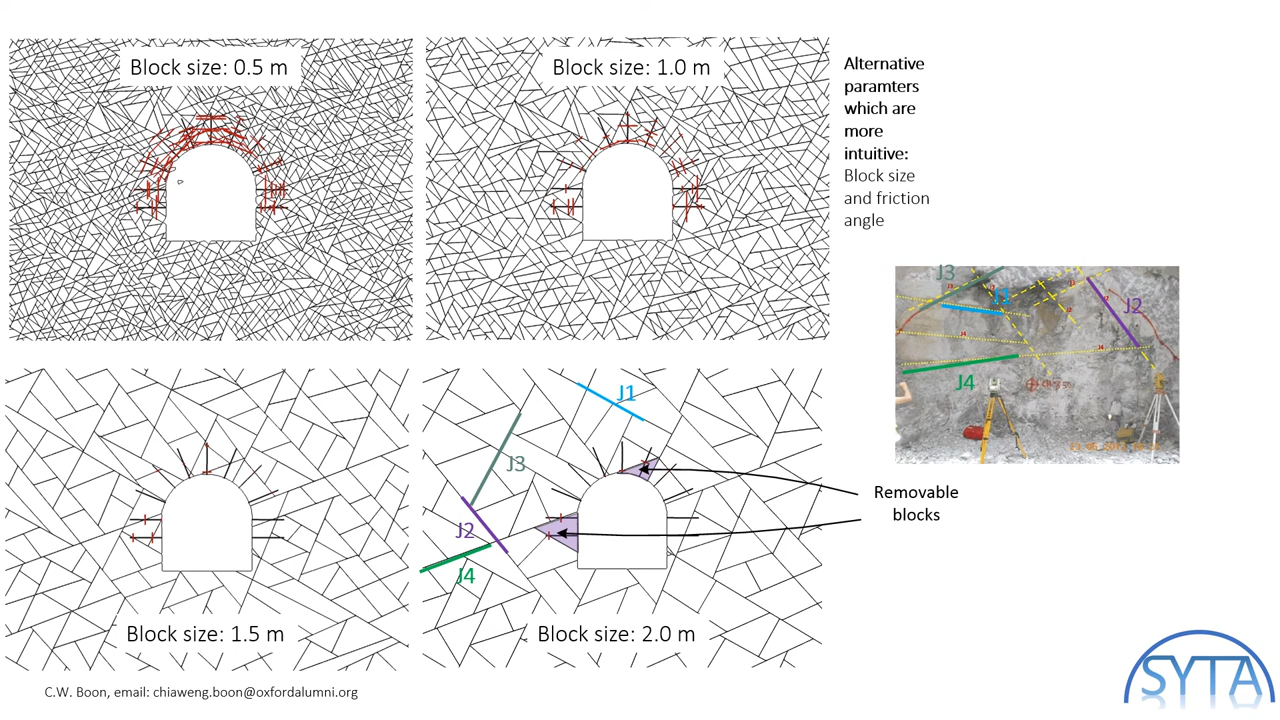 Block size: 0.5 m
Block size: 1.0 m
Alternative
paramters
which are
more
intuitive:
Block size
and friction
angle
J3
J1
J2
J4
J1
J3
J2
J4
Removable
blocks
Block size: 1.5 m
Block size: 2.0 m
C.W. Boon, email: chiaweng.boon@oxfordalumni.org
SYTA